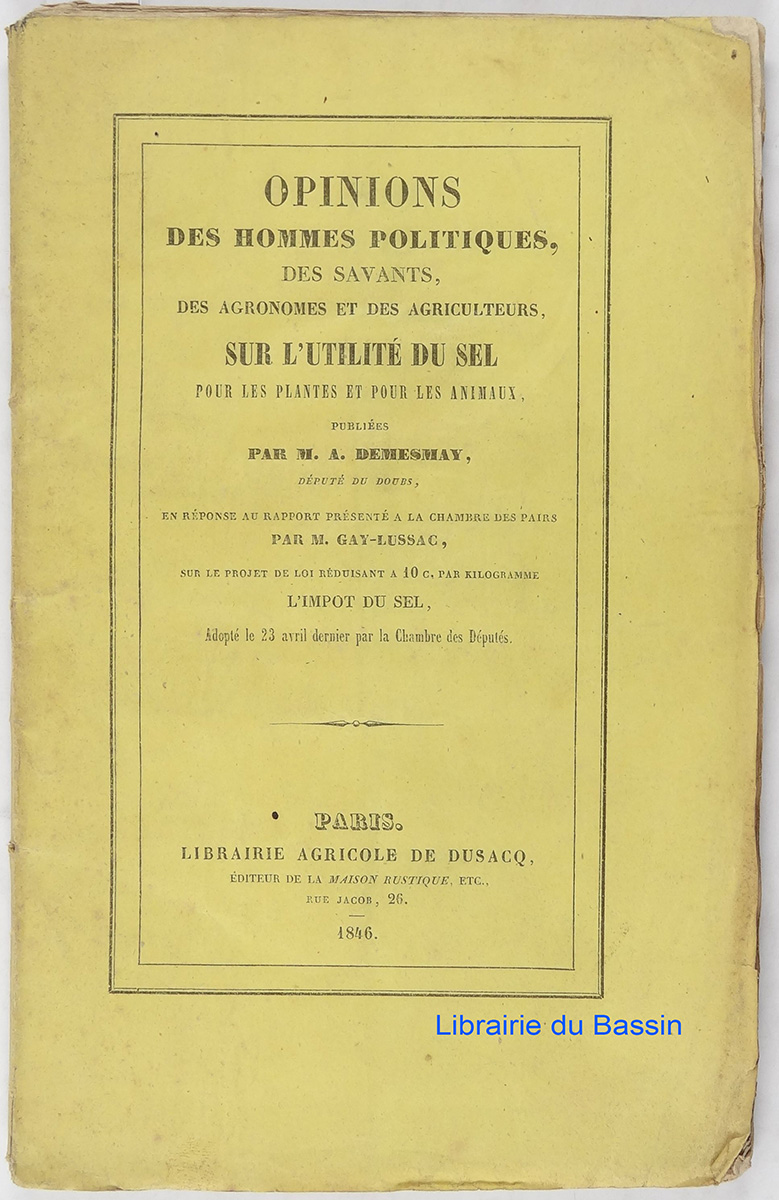 OPINIONS
DES HOMMES POLITIQUES,
DES SAVANTS,
DES AGRONOMES ET DES AGRICULTEURS,
SUR L'UTILITÉ DU SEL
POUR LES PLANTES ET POUR LES ANIMAUX,
PUBLIÉES
PAR M. A. DEMESMAY,
DÉPUTÉ DU DOUBS,
EN RÉPONSE AU RAPPORT PRÉSENTÉ A LA CHAMBRE DES PAIRS
PAR M. GAY-LUSSAC,
SUR LE PROJET DE LOI RÉDUISANT A 10 C. PAR KILOGRAMME
L'IMPOT DU SEL,
Adopté le 23 avril dernier par la Chambre des Députés.
PARIS.
LIBRAIRIE AGRICOLE DE DUSACQ,
ÉDITEUR DE LA MAISON RUSTIQUE, ETC.,
RUE JACOB, 26.
1846.
Librairie du Bassin